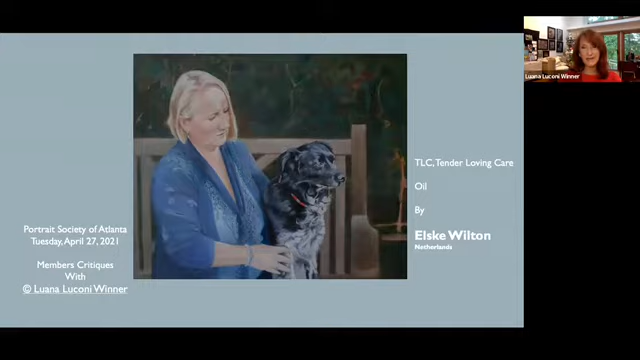 Luana Luconi Winner
TLC, Tender Loving Care
Oil
By
Elske Wilton
Netherlands
Portrait Society of Atlanta
Tuesday, April 27, 2021
Members Critiques
With
© Luana Luconi Winner